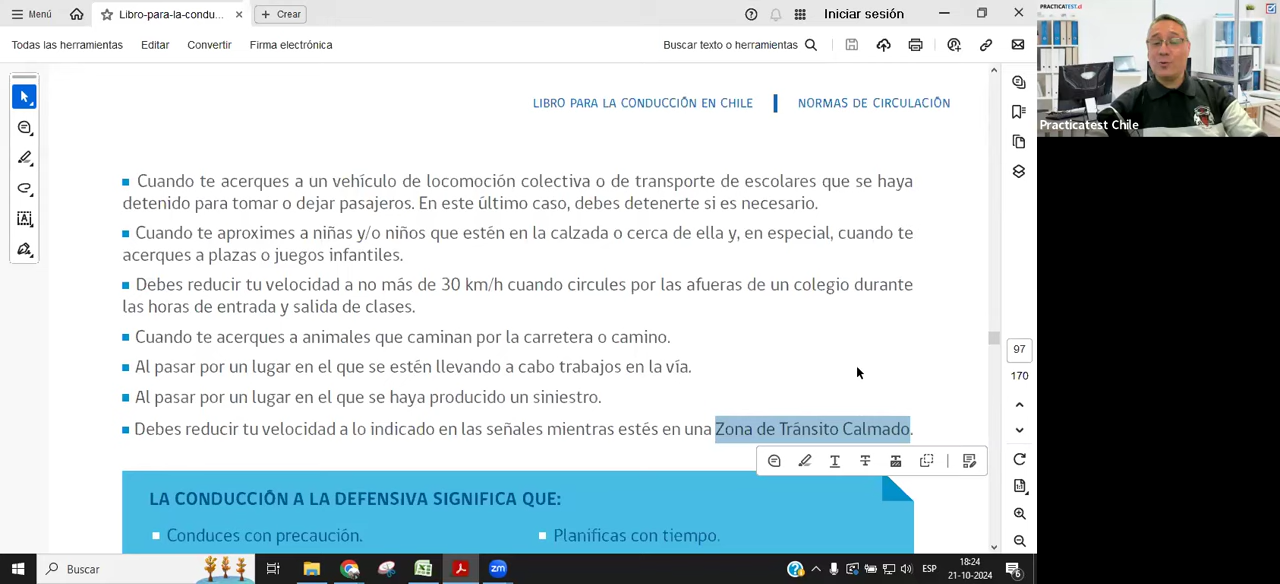 Menú
Libro-para-la-conduc...
Crear
Iniciar sesión
Todas las herramientas
Editar
Convertir
Firma electrónica
Buscar texto o herramientas
PRACTICATEST.cl
Practicatest Chile
LIBRO PARA LA CONDUCCIÓN EN CHILE
NORMAS DE CIRCULACIÓN
Cuando te acerques a un vehículo de locomoción colectiva o de transporte de escolares que se haya
detenido para tomar o dejar pasajeros. En este último caso, debes detenerte si es necesario.
Cuando te aproximes a niñas y/o niños que estén en la calzada o cerca de ella y, en especial, cuando te
acerques a plazas o juegos infantiles.
Debes reducir tu velocidad a no más de 30 km/h cuando circules por las afueras de un colegio durante
las horas de entrada y salida de clases.
Cuando te acerques a animales que caminan por la carretera o camino.
Al pasar por un lugar en el que se estén llevando a cabo trabajos en la vía.
Al pasar por un lugar en el que se haya producido un siniestro.
Debes reducir tu velocidad a lo indicado en las señales mientras estés en una Zona de Tránsito Calmado.
LA CONDUCCIÓN A LA DEFENSIVA SIGNIFICA QUE:
Conduces con precaución.
Planificas con tiempo.
97
170
Buscar
zm
ESP
18:24
21-10-2024
6